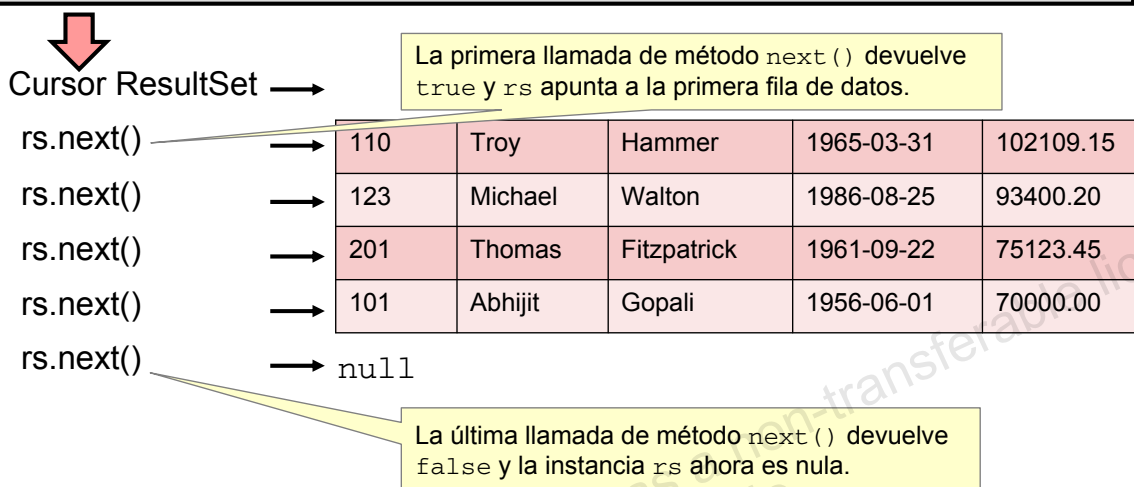 La primera llamada de método next() devuelve
true y rs apunta a la primera fila de datos.
Cursor ResultSet
rs.next()
110 Troy Hammer 1965-03-31 102109.15
rs.next()
123 Michael Walton 1986-08-25 93400.20
rs.next()
201 Thomas Fitzpatrick 1961-09-22 75123.45
rs.next()
101 Abhijit Gopali 1956-06-01 70000.00
rs.next()
null
La última llamada de método next() devuelve
false y la instancia rs ahora es nula.
a non-transferable lic